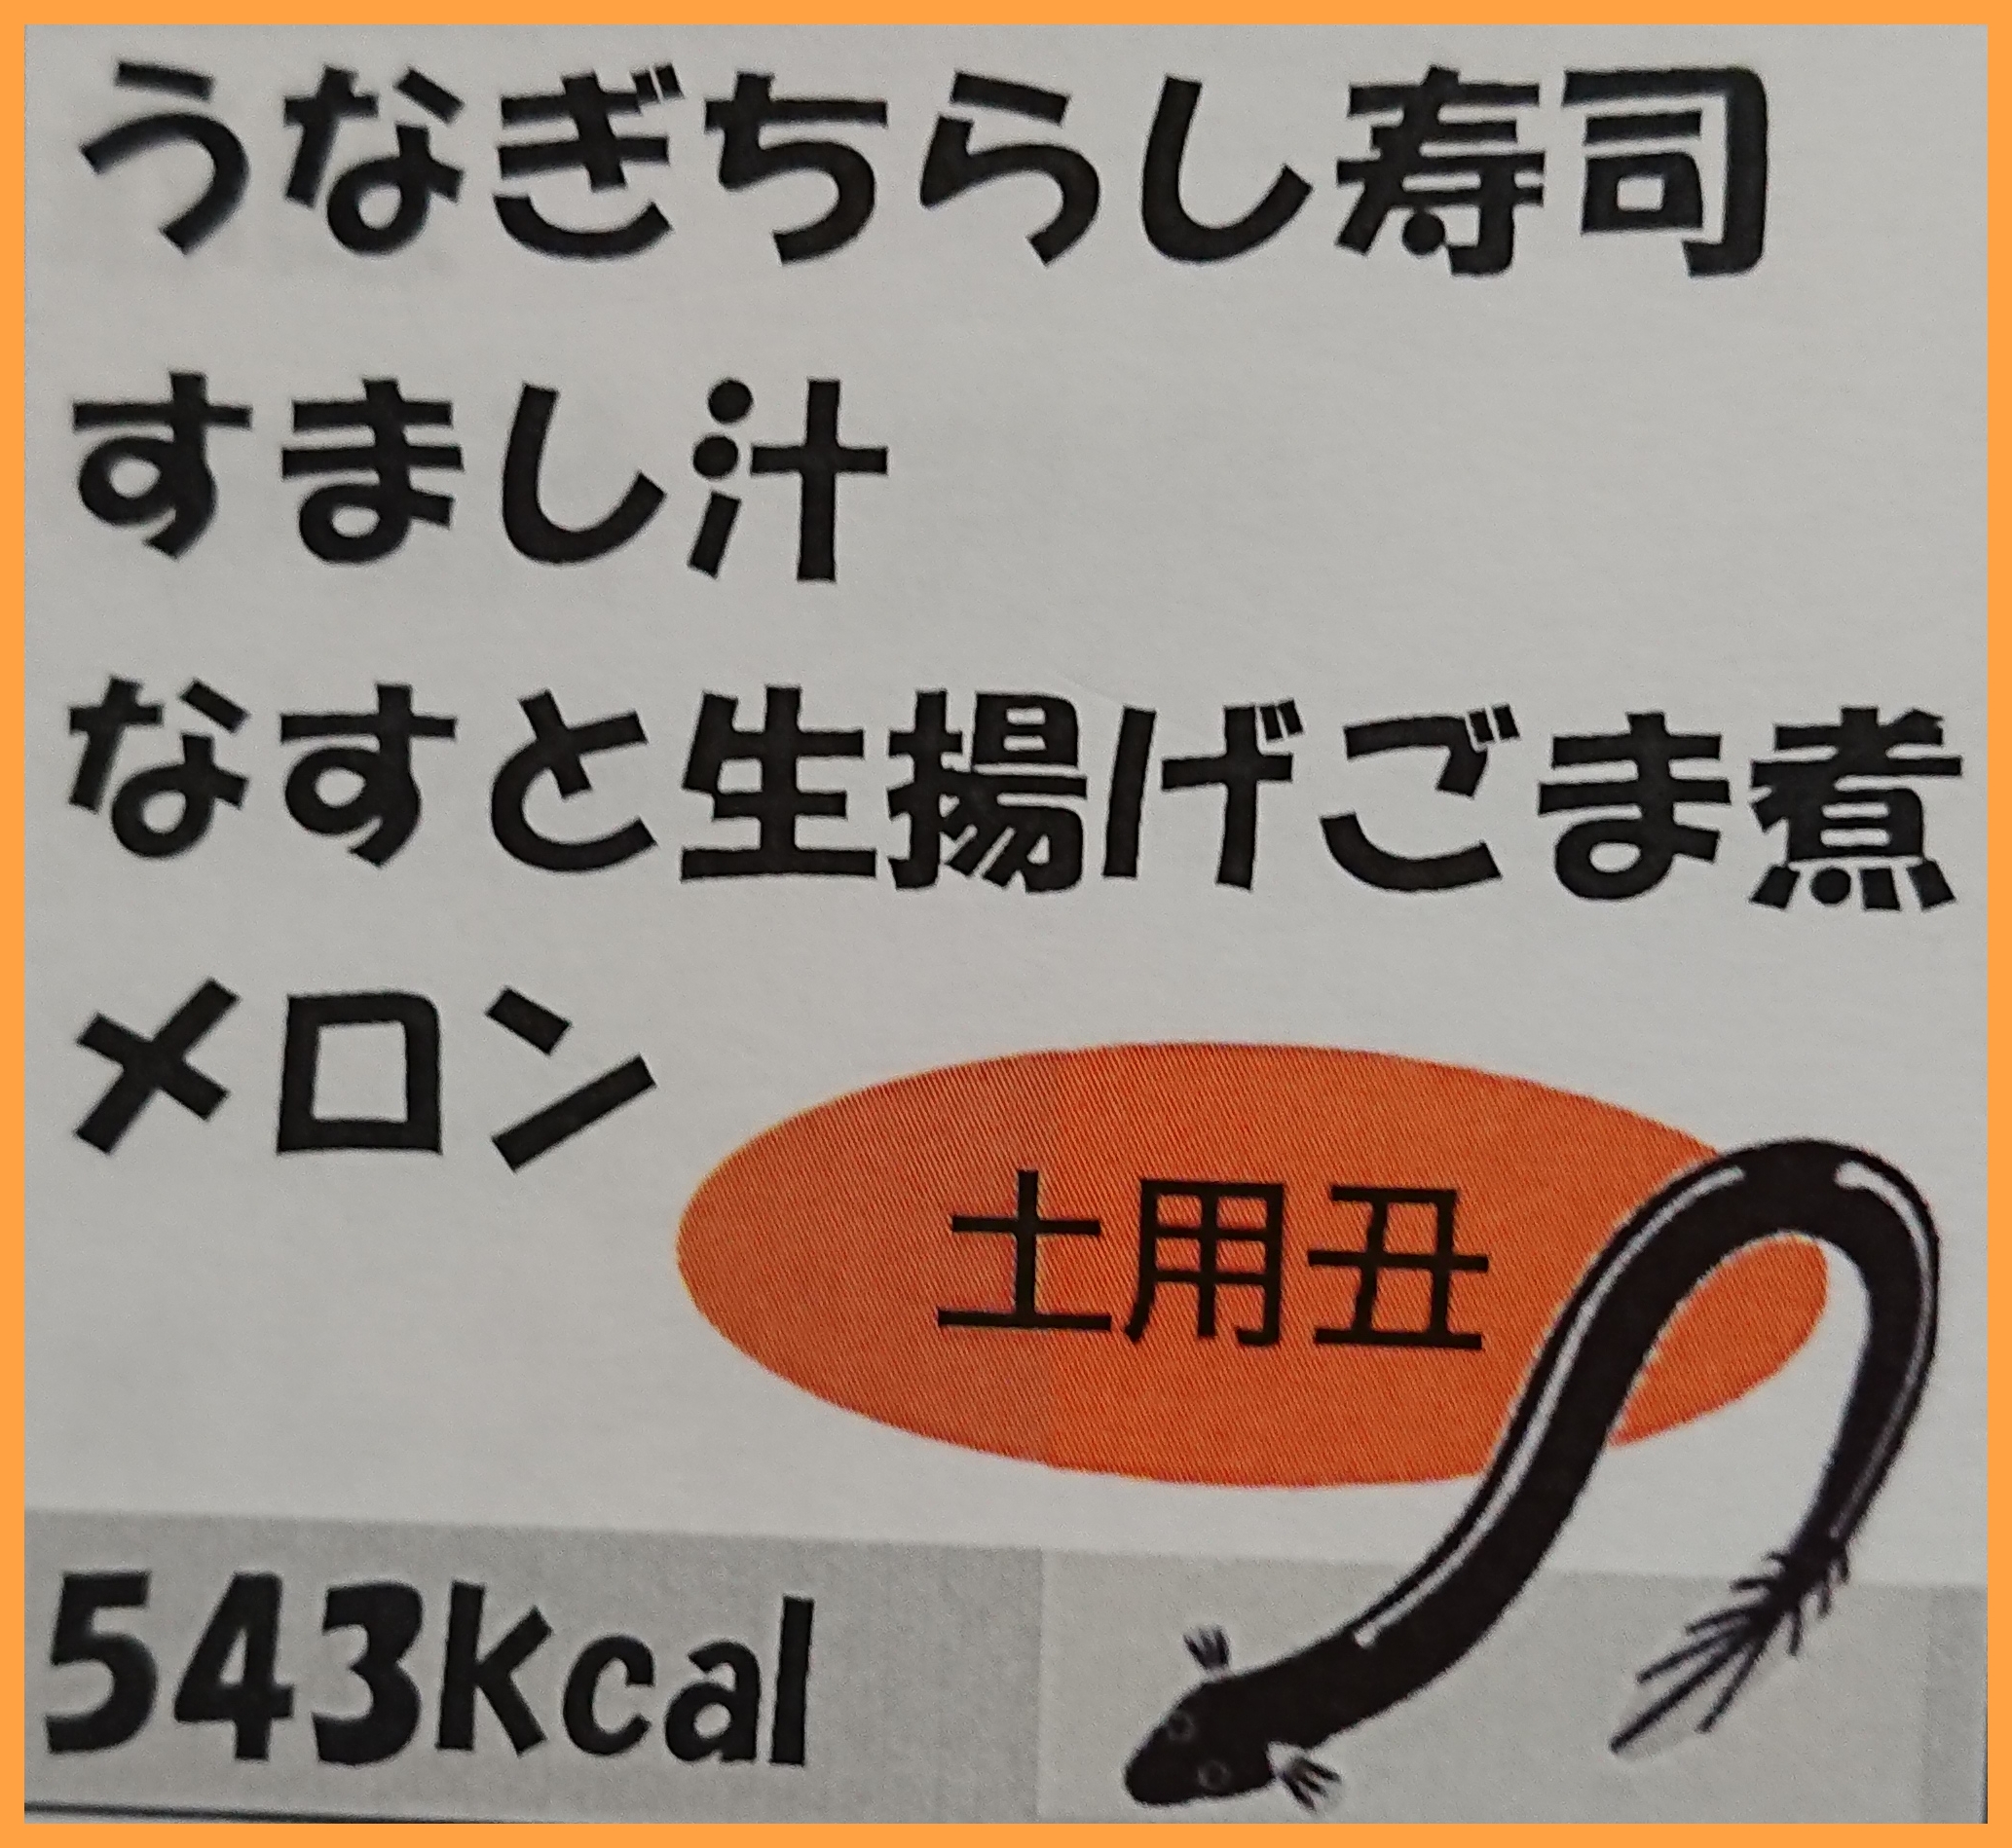 うなぎちらし寿司
すまし汁
なすと生揚げごま煮
メロン
土用丑
543Kcal